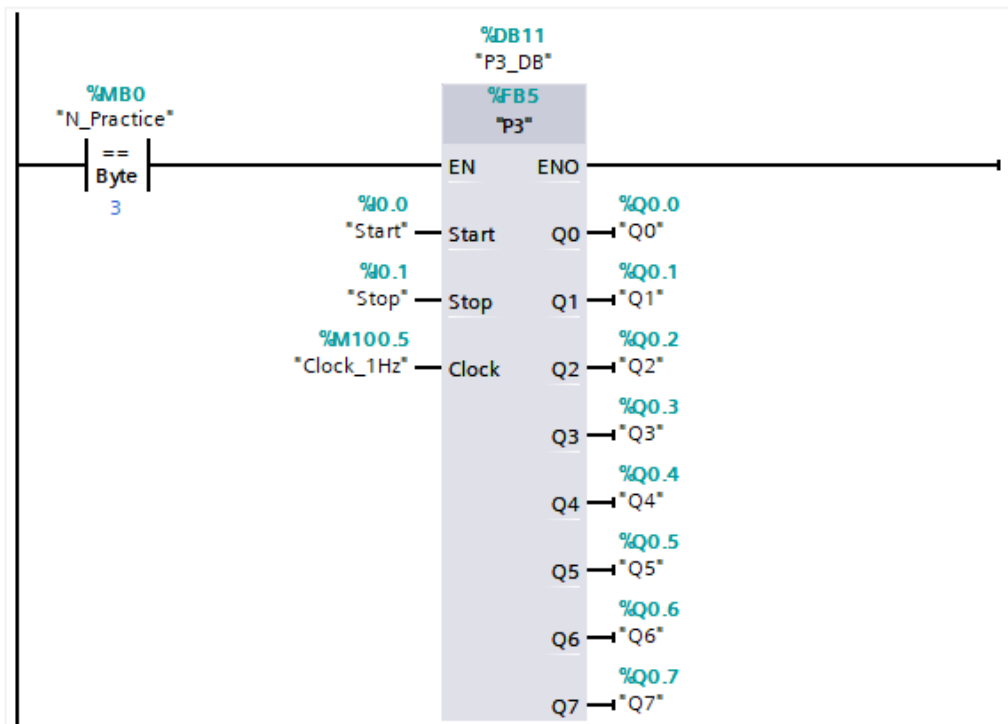 %DB11
"P3_DB"
%MB0
"N_Practice"
%FB5
"P3"
==
Byte
3
EN ENO
%I0.0
"Start"
Start
Q0
%Q0.0
"Q0"
%I0.1
"Stop"
Stop
Q1
%Q0.1
"Q1"
%M100.5
"Clock_1Hz"
Clock
Q2
%Q0.2
"Q2"
Q3
%Q0.3
"Q3"
Q4
%Q0.4
"Q4"
Q5
%Q0.5
"Q5"
Q6
%Q0.6
"Q6"
Q7
%Q0.7
"Q7"